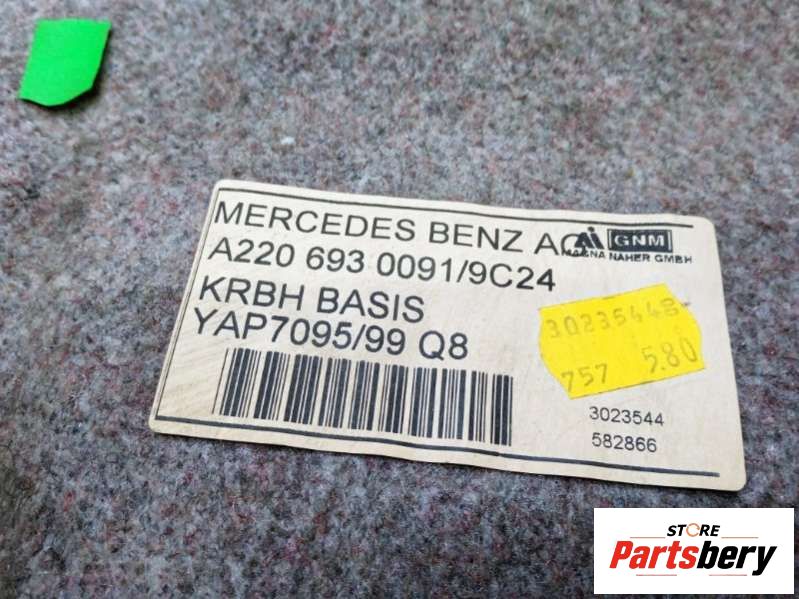 MERCEDES BENZ AG
GNM
MAGNA NAHER GMBH
A220 693 0091/9C24
KRBH BASIS
YAP7095/99 Q8
30235448-
757 5.80
3023544
582866
STORE
Partsbery